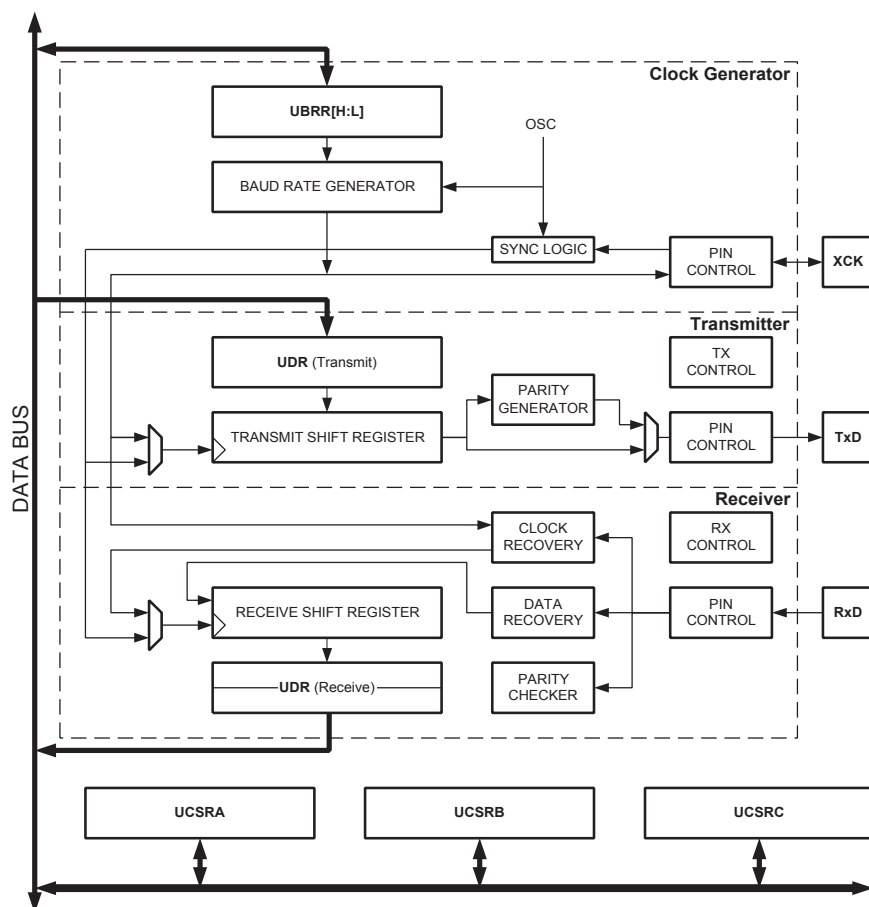 Clock Generator
UBRR[H:L]
OSC
BAUD RATE GENERATOR
SYNC LOGIC
PIN
CONTROL
XCK
Transmitter
UDR (Transmit)
TX
CONTROL
PARITY
GENERATOR
TRANSMIT SHIFT REGISTER
PIN
CONTROL
TxD
DATA BUS
Receiver
CLOCK
RECOVERY
RX
CONTROL
RECEIVE SHIFT REGISTER
DATA
RECOVERY
PIN
CONTROL
RxD
UDR (Receive)
PARITY
CHECKER
UCSRA
UCSRB
UCSRC